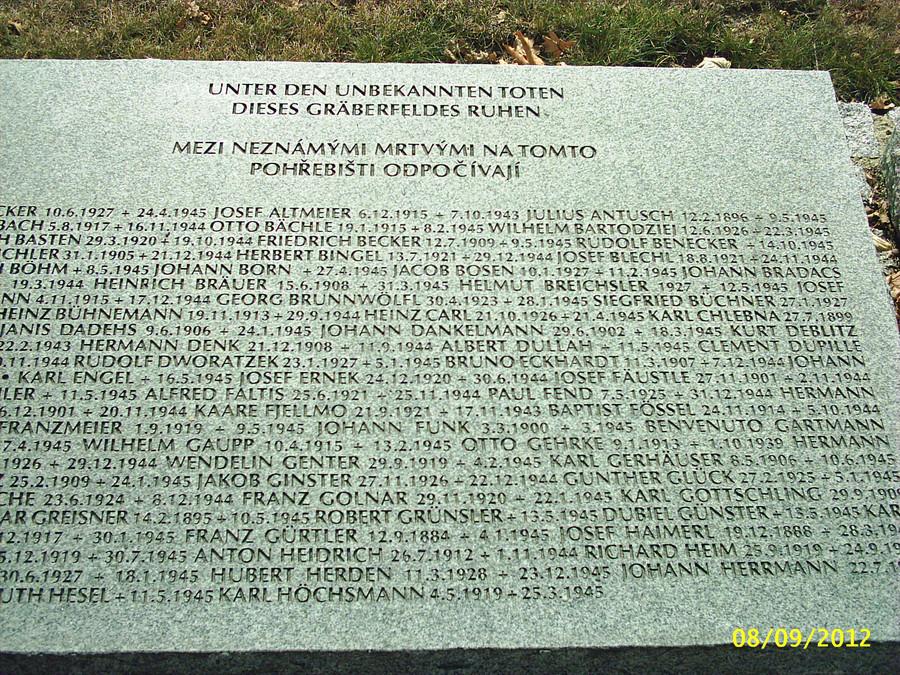 UNTER DEN UNBEKANNTEN TOTEN
DIESES GRÄBERFELDES RUHEN
MEZI NEZNÁMÝMI MRTVÝMI NA TOMTO
POHŘEBIŠTI ODPOČÍVAJÍ
CKER 10.6.1927 + 24.4.1945 JOSEF ALTMEIER 6.12.1915 + 7.10.1943 JULIUS ANTUSCH 12.2.1896 + 9.5.1945
BACH 5.8.1917 + 16.11.1944 OTTO BÄCHLE 19.1.1915 + 8.2.1945 WILHELM BARTODZIEJ 12.6.1926 + 22.3.1945
H BASTEN 29.3.1920 + 19.10.1944 FRIEDRICH BECKER 12.7.1909 + 9.5.1945 RUDOLF BENECKER + 14.10.1945
ICHLER 31.1.1905 + 21.12.1944 HERBERT BINGEL 13.7.1921 + 29.12.1944 JOSEF BLECHL 18.8.1921 + 24.11.1944
H BÖHM + 8.5.1945 JOHANN BORN + 27.4.1945 JACOB BOSEN 10.1.1927 + 11.2.1945 JOHANN BRADACS
19.3.1944 HEINRICH BRÄUER 15.6.1908 + 31.3.1945 HELMUT BREICHSLER 1927 + 12.5.1945 JOSEF
NN 4.11.1915 + 17.12.1944 GEORG BRUNNWÖLFL 30.4.1923 + 28.1.1945 SIEGFRIED BÜCHNER 27.1.1927
HEINZ BÜHNEMANN 19.11.1913 + 29.9.1944 HEINZ CARL 21.10.1926 + 21.4.1945 KARL CHLEBNA 27.7.1899
JANIS DADEHS 9.6.1906 + 24.1.1945 JOHANN DANKELMANN 29.6.1902 + 18.3.1945 KURT DEBLITZ
22.2.1943 HERMANN DENK 21.12.1908 + 11.9.1944 ALBERT DULLAH + 11.5.1945 CLEMENT DUPILLE
0.11.1944 RUDOLF DWORATZEK 23.1.1927 + 5.1.1945 BRUNO ECKHARDT 11.3.1907 + 7.12.1944 JOHANN
• KARL ENGEL + 16.5.1945 JOSEF ERNEK 24.12.1920 + 30.6.1944 JOSEF FÄUSTLE 27.11.1901 + 2.11.1944
LER + 11.5.1945 ALFRED FALTIS 25.6.1921 + 25.11.1944 PAUL FEND 7.5.1925 + 31.12.1944 HERMANN
6.12.1901 + 20.11.1944 KAARE FJELLMO 21.9.1921 + 17.11.1943 BAPTIST FÖSSEL 24.11.1914 + 5.10.1944
FRANZMEIER 1.9.1919 + 9.5.1945 JOHANN FUNK 3.3.1900 + 3.1945 BENVENUTO GARTMANN
7.4.1945 WILHELM GAUPP 10.4.1915 + 13.2.1945 OTTO GEHRKE 9.1.1913 + 1.10.1939 HERMANN
1926 + 29.12.1944 WENDELIN GENTER 29.9.1919 + 4.2.1945 KARL GERHÄUSER 8.5.1906 + 10.6.1945
25.2.1909 + 24.1.1945 JAKOB GINSTER 27.11.1926 + 22.12.1944 GÜNTHER GLÜCK 27.2.1925 + 5.1.1945
CHE 23.6.1924 + 8.12.1944 FRANZ GOLNAR 29.11.1920 + 22.1.1945 KARL GOTTSCHLING 29.9.1909
AR GREISNER 14.2.1895 + 10.5.1945 ROBERT GRÜNSLER + 13.5.1945 DUBIEL GÜNSTER + 13.5.1945 KAR
12.1917 + 30.1.1945 FRANZ GÜRTLER 12.9.1884 + 4.1.1945 JOSEF HAIMERL 19.12.1888 + 28.3.19
5.12.1919 + 30.7.1945 ANTON HEIDRICH 26.7.1912 + 1.11.1944 RICHARD HEIM 25.9.1919 + 24.9.19
30.6.1927 + 18.1.1945 HUBERT HERDEN 11.3.1928 + 23.12.1945 JOHANN HERRMANN 22.7.1
UTH HESEL + 11.5.1945 KARL HÖCHSMANN 4.5.1919 + 25.3.1945
08/09/2012